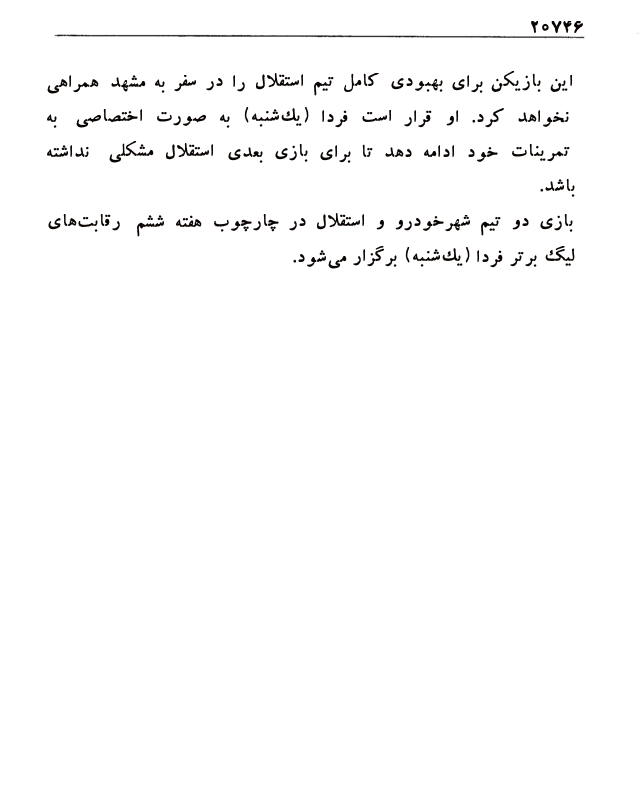 ۲۰۷۴۶
این بازیکن برای بهبودی کامل تیم استقلال را در سفر به مشهد همراهی
نخواهد کرد. او قرار است فردا (یک‌شنبه) به صورت اختصاصی به
تمرینات خود ادامه دهد تا برای بازی بعدی استقلال مشکلی نداشته
باشد.
بازی دو تیم شهرخودرو و استقلال در چارچوب هفته ششم رقابت‌های
لیگ برتر فردا (یک‌شنبه) برگزار می‌شود.